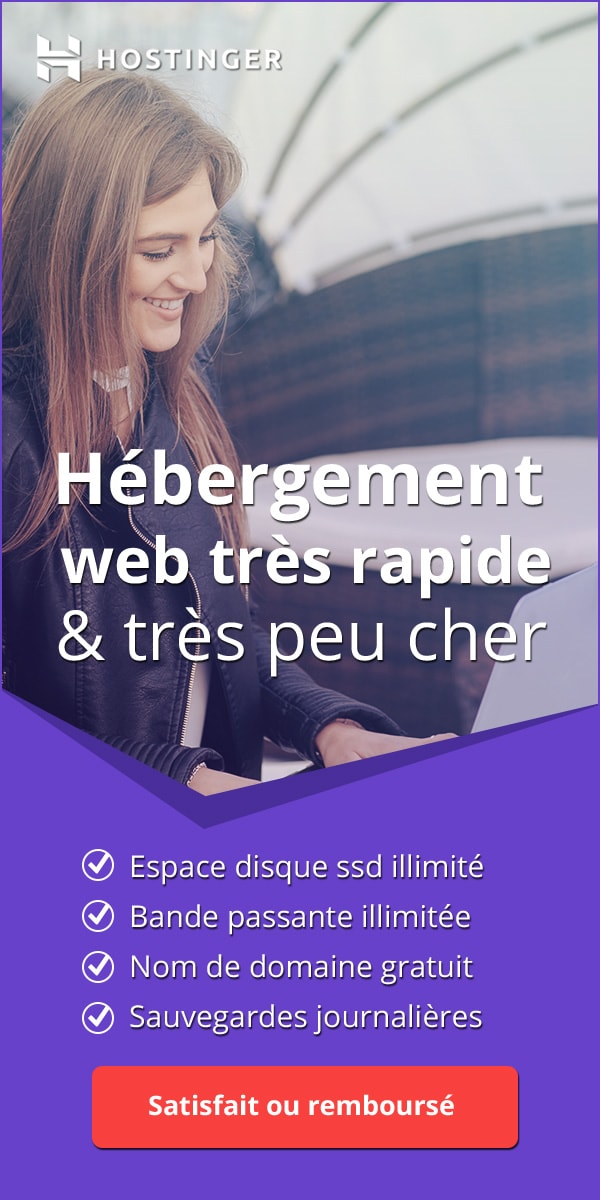 HOSTINGER
Hébergement
web très rapide
& très peu cher
Espace disque ssd illimité
Bande passante illimitée
Nom de domaine gratuit
Sauvegardes journalières
Satisfait ou remboursé